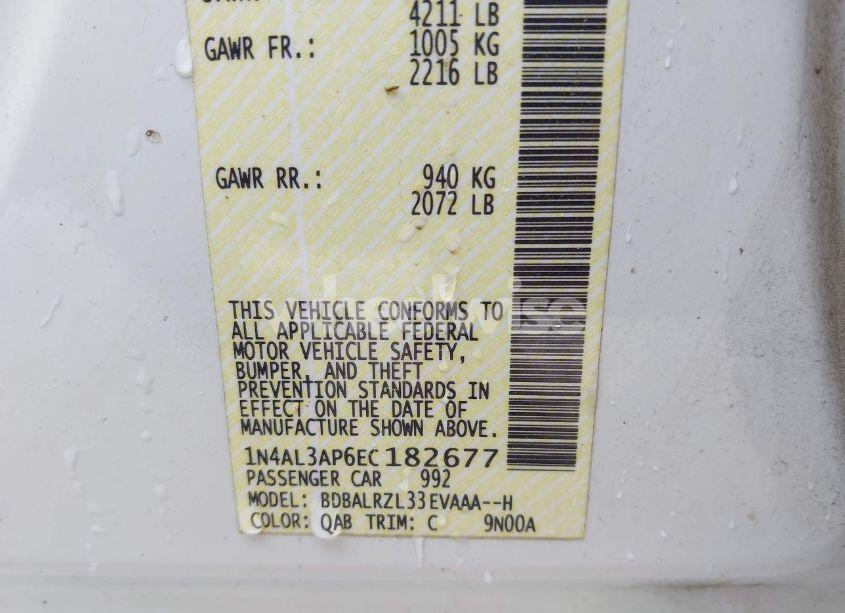 4211 LB
GAWR FR.: 1005 KG
2216 LB
GAWR RR.: 940 KG
2072 LB
THIS VEHICLE CONFORMS TO
ALL APPLICABLE FEDERAL
MOTOR VEHICLE SAFETY,
BUMPER, AND THEFT
PREVENTION STANDARDS IN
EFFECT ON THE DATE OF
MANUFACTURE SHOWN ABOVE.
1N4AL3AP6EC182677
PASSENGER CAR 992
MODEL: BDBALRZL33EVAAA--H
COLOR: QAB TRIM: C 9N00A